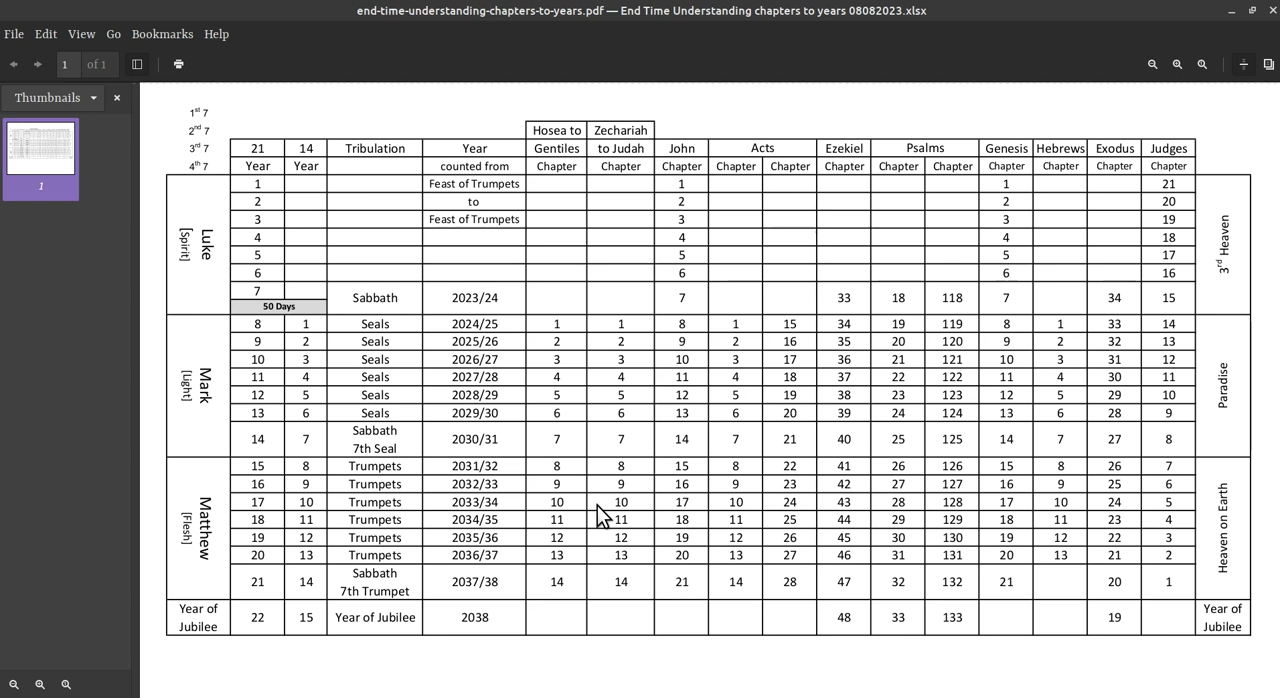 end-time-understanding-chapters-to-years.pdf — End Time Understanding chapters to years 08082023.xlsx
File Edit View Go Bookmarks Help
1 of 1
Thumbnails
1
1st 7
2nd 7 Hosea to Zechariah
3rd 7 21 14 Tribulation Year Gentiles to Judah John Acts Ezekiel Psalms Genesis Hebrews Exodus Judges
4th 7 Year Year counted from Chapter Chapter Chapter Chapter Chapter Chapter Chapter Chapter Chapter Chapter Chapter Chapter
Luke
[Spirit]
3rd Heaven
1 Feast of Trumpets 1 1 21
2 to 2 2 20
3 Feast of Trumpets 3 3 19
4 4 4 18
5 5 5 17
6 6 6 16
7 Sabbath 2023/24 7 33 18 118 7 34 15
50 Days
Mark
[Light]
Paradise
8 1 Seals 2024/25 1 1 8 1 15 34 19 119 8 1 33 14
9 2 Seals 2025/26 2 2 9 2 16 35 20 120 9 2 32 13
10 3 Seals 2026/27 3 3 10 3 17 36 21 121 10 3 31 12
11 4 Seals 2027/28 4 4 11 4 18 37 22 122 11 4 30 11
12 5 Seals 2028/29 5 5 12 5 19 38 23 123 12 5 29 10
13 6 Seals 2029/30 6 6 13 6 20 39 24 124 13 6 28 9
Sabbath
14 7 7th Seal 2030/31 7 7 14 7 21 40 25 125 14 7 27 8
Matthew
[Flesh]
Heaven on Earth
15 8 Trumpets 2031/32 8 8 15 8 22 41 26 126 15 8 26 7
16 9 Trumpets 2032/33 9 9 16 9 23 42 27 127 16 9 25 6
17 10 Trumpets 2033/34 10 10 17 10 24 43 28 128 17 10 24 5
18 11 Trumpets 2034/35 11 11 18 11 25 44 29 129 18 11 23 4
19 12 Trumpets 2035/36 12 12 19 12 26 45 30 130 19 12 22 3
20 13 Trumpets 2036/37 13 13 20 13 27 46 31 131 20 13 21 2
Sabbath
21 14 7th Trumpet 2037/38 14 14 21 14 28 47 32 132 21 20 1
Year of Year of
Jubilee 22 15 Year of Jubilee 2038 48 33 133 19 Jubilee